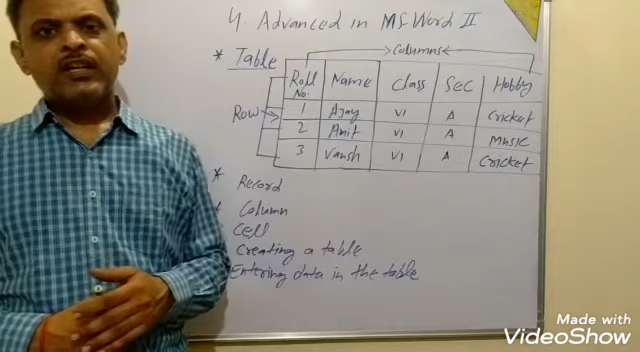 4 Advanced in MS Word II
* Table
Columns
Row
Roll No. Name Class Sec Hobby
1 Ajay VI A Cricket
2 Amit VI A Music
3 Vansh VI A Cricket
* Record
* Column
Cell
Creating a table
Entering data in the table
Made with
VideoShow